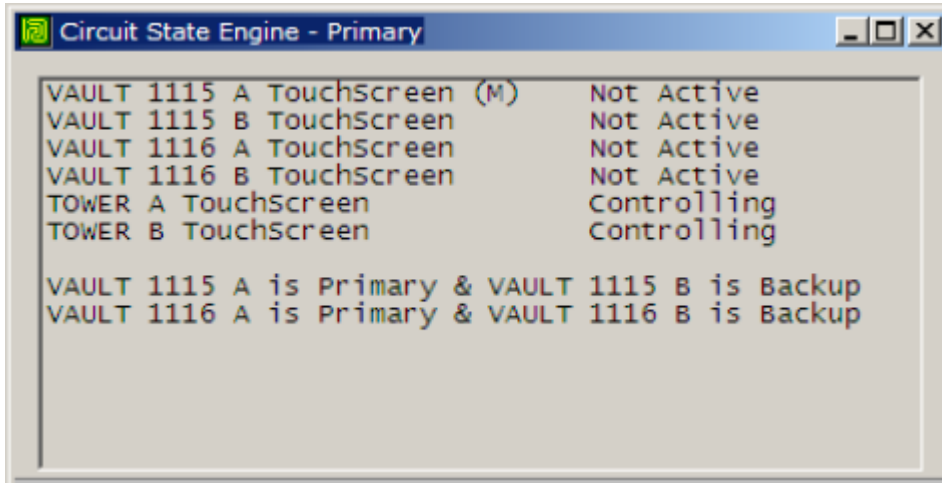 Circuit State Engine - Primary
VAULT 1115 A TouchScreen (M) Not Active
VAULT 1115 B TouchScreen Not Active
VAULT 1116 A TouchScreen Not Active
VAULT 1116 B TouchScreen Not Active
TOWER A TouchScreen Controlling
TOWER B TouchScreen Controlling
VAULT 1115 A is Primary & VAULT 1115 B is Backup
VAULT 1116 A is Primary & VAULT 1116 B is Backup